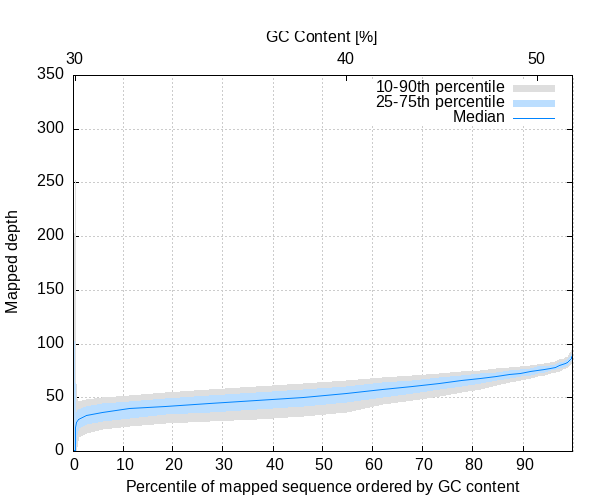 GC Content [%]
30 40 50
350
300
250
200
150
100
50
0
Mapped depth
10-90th percentile
25-75th percentile
Median
0 10 20 30 40 50 60 70 80 90
Percentile of mapped sequence ordered by GC content